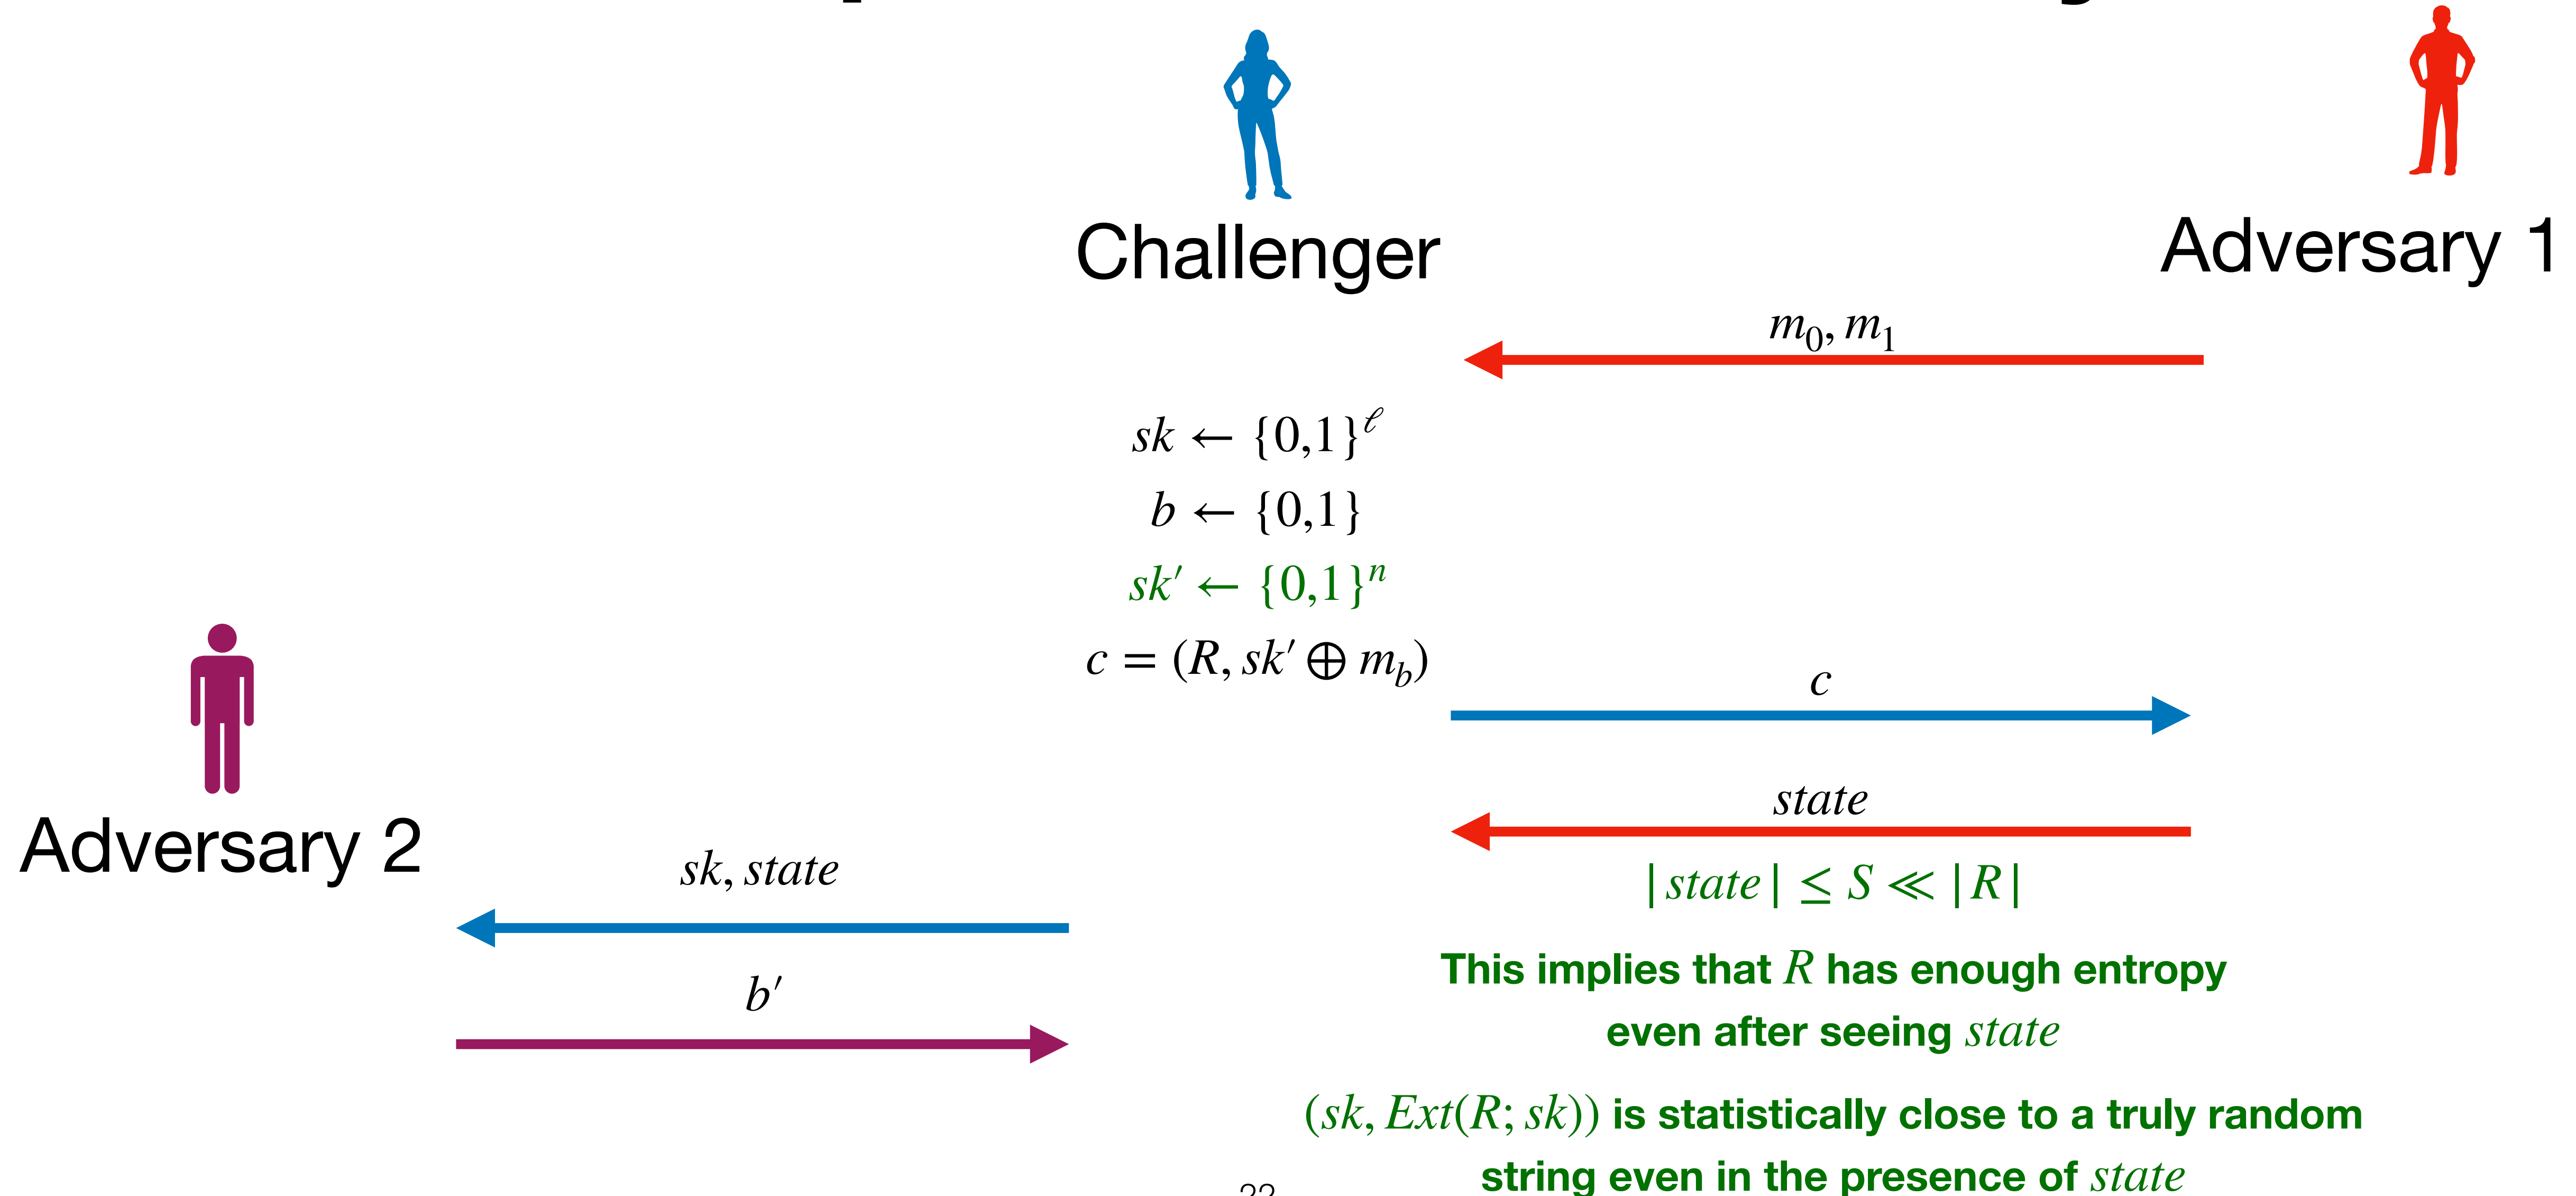 Challenger
Adversary 1
m₀, m₁
sk ← {0,1}^ℓ
b ← {0,1}
sk′ ← {0,1}ⁿ
c = (R, sk′ ⊕ m_b)
c
state
|state| ≤ S ≪ |R|
Adversary 2
sk, state
b′
This implies that R has enough entropy
even after seeing state
(sk, Ext(R; sk)) is statistically close to a truly random
string even in the presence of state